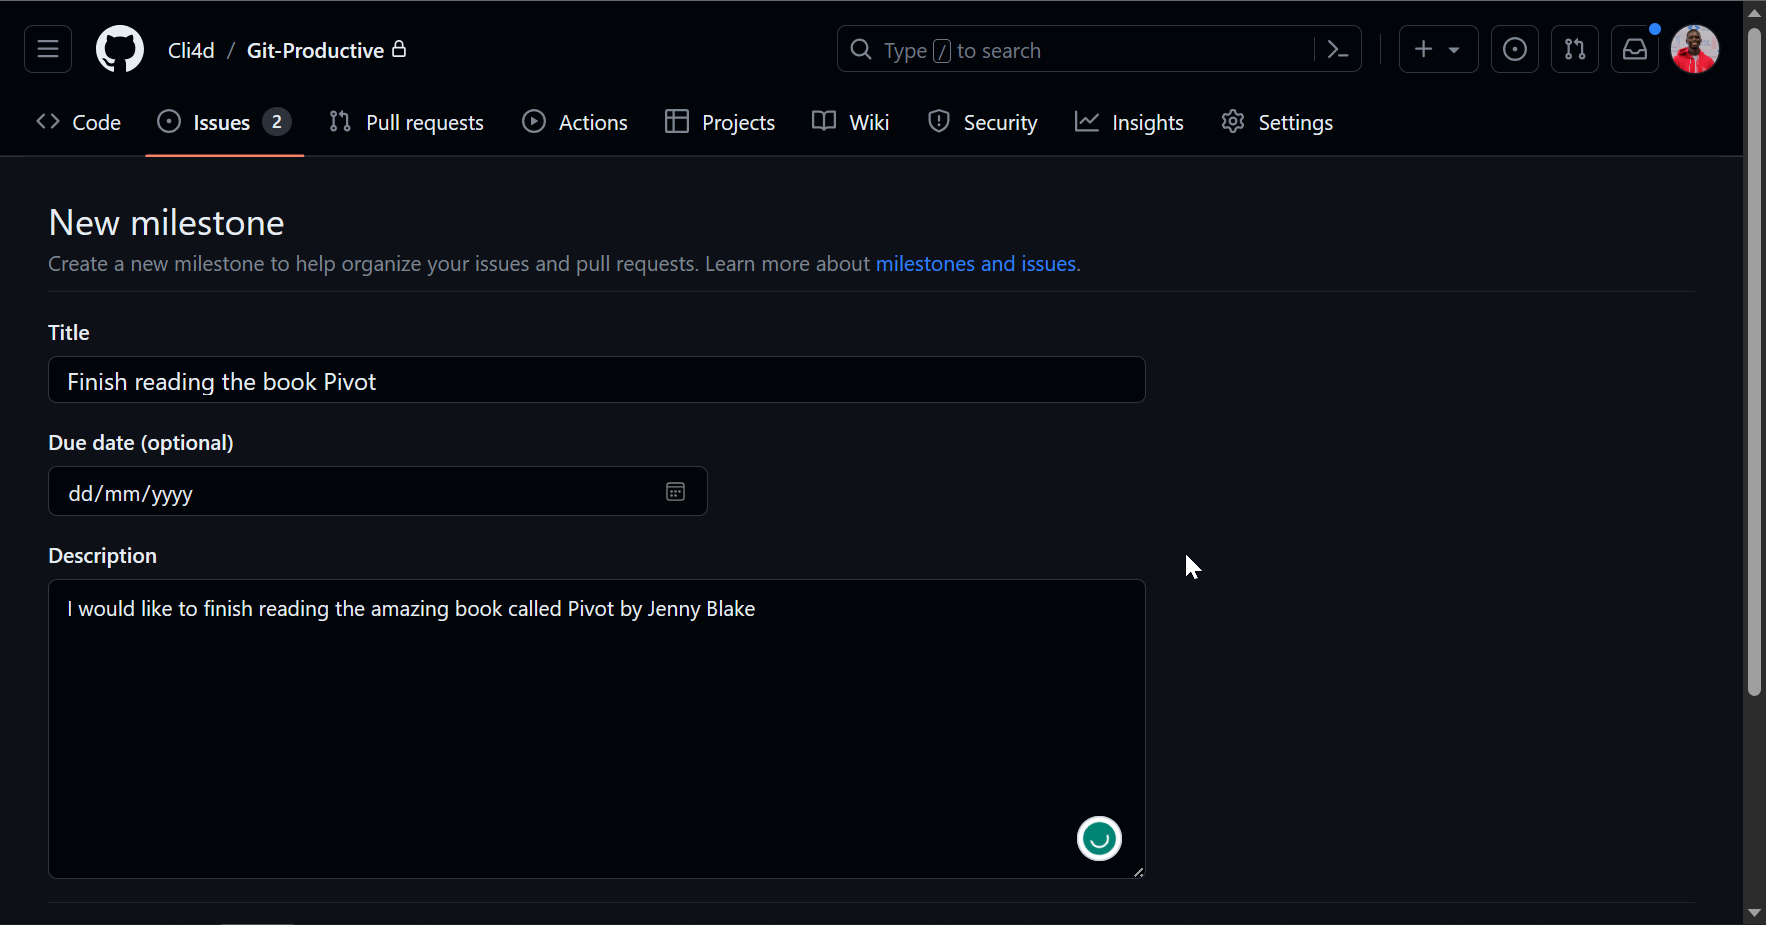 Cli4d / Git-Productive
Type / to search
Code
Issues 2
Pull requests
Actions
Projects
Wiki
Security
Insights
Settings
New milestone
Create a new milestone to help organize your issues and pull requests. Learn more about milestones and issues.
Title
Finish reading the book Pivot
Due date (optional)
dd/mm/yyyy
Description
I would like to finish reading the amazing book called Pivot by Jenny Blake